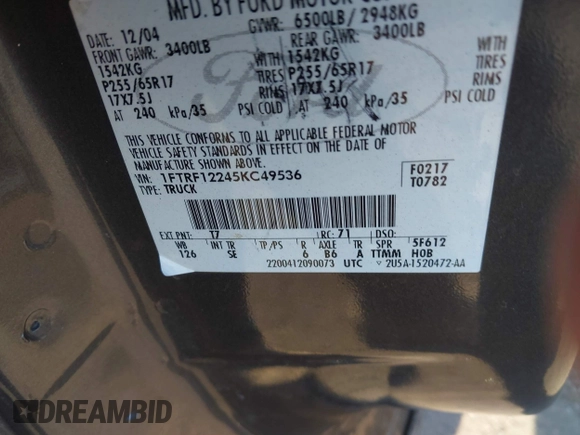 MFD. BY FORD MOTOR
DATE: 12/04 GVWR: 6500LB/ 2948KG
FRONT GAWR: 3400LB REAR GAWR: 3400LB
1542KG WITH 1542KG WITH
P255/65R17 TIRES P255/65R17 TIRES
17X7.5J RIMS 17X7.5J RIMS
AT 240 kPa/35 PSI COLD AT 240 kPa/35 PSI COLD
Ford
THIS VEHICLE CONFORMS TO ALL APPLICABLE FEDERAL MOTOR
VEHICLE SAFETY STANDARDS IN EFFECT ON THE DATE OF
MANUFACTURE SHOWN ABOVE.
VIN: 1FTRF12245KC49536 F0217
TYPE: TRUCK T0782
EXT PNT: T7 RC: 71 DSO:
WB INT TR TP/PS R AXLE TR SPR 5F612
126 SE 6 B6 A TTMM HOB
2200412090073 UTC ▽ 2U5A-1520472-AA
DREAMBID